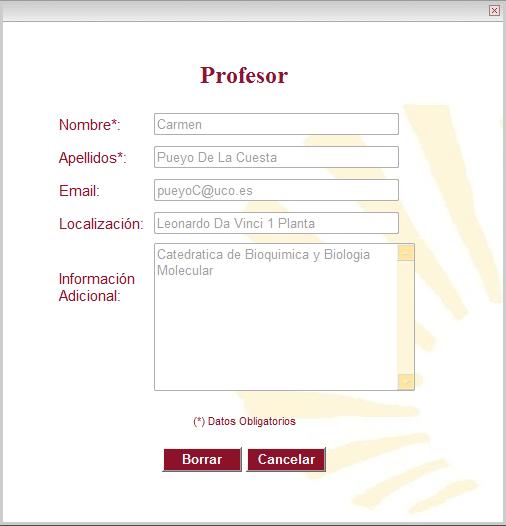 Profesor
Nombre*: Carmen
Apellidos*: Pueyo De La Cuesta
Email: pueyoC@uco.es
Localización: Leonardo Da Vinci 1 Planta
Información Adicional: Catedratica de Bioquimica y Biologia
Molecular
(*) Datos Obligatorios
Borrar Cancelar